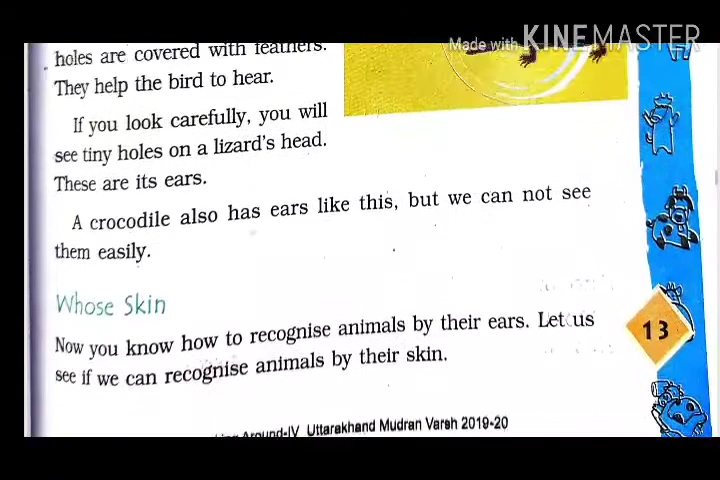 Made with KINEMASTER
holes are covered with feathers.
They help the bird to hear.
If you look carefully, you will
see tiny holes on a lizard's head.
These are its ears.
A crocodile also has ears like this, but we can not see
them easily.
Whose Skin
Now you know how to recognise animals by their ears. Let us
see if we can recognise animals by their skin.
13
Around-IV Uttarakhand Mudran Varsh 2019-20